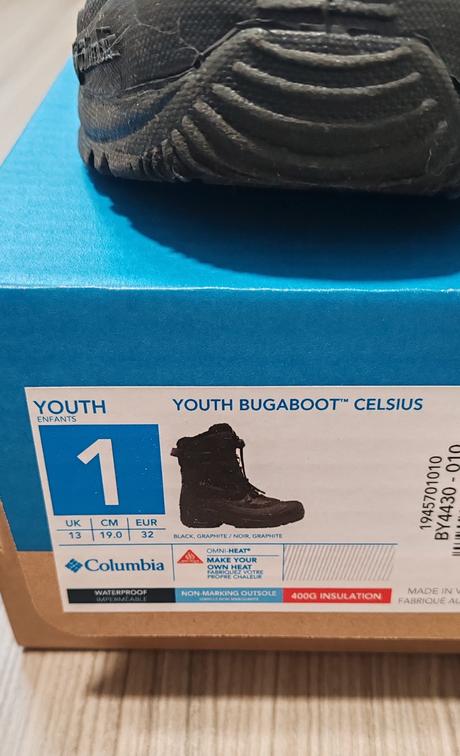 YOUTH
ENFANTS
1
UK CM EUR
13 19.0 32
YOUTH BUGABOOT™ CELSIUS
BLACK, GRAPHITE / NOIR, GRAPHITE
1945701010
BY4430 - 010
Columbia
OMNI-HEAT®
MAKE YOUR
OWN HEAT
FABRIQUEZ VOTRE
PROPRE CHALEUR
WATERPROOF
IMPERMÉABLE
NON-MARKING OUTSOLE
400G INSULATION
MADE IN
FABRIQUÉ AU